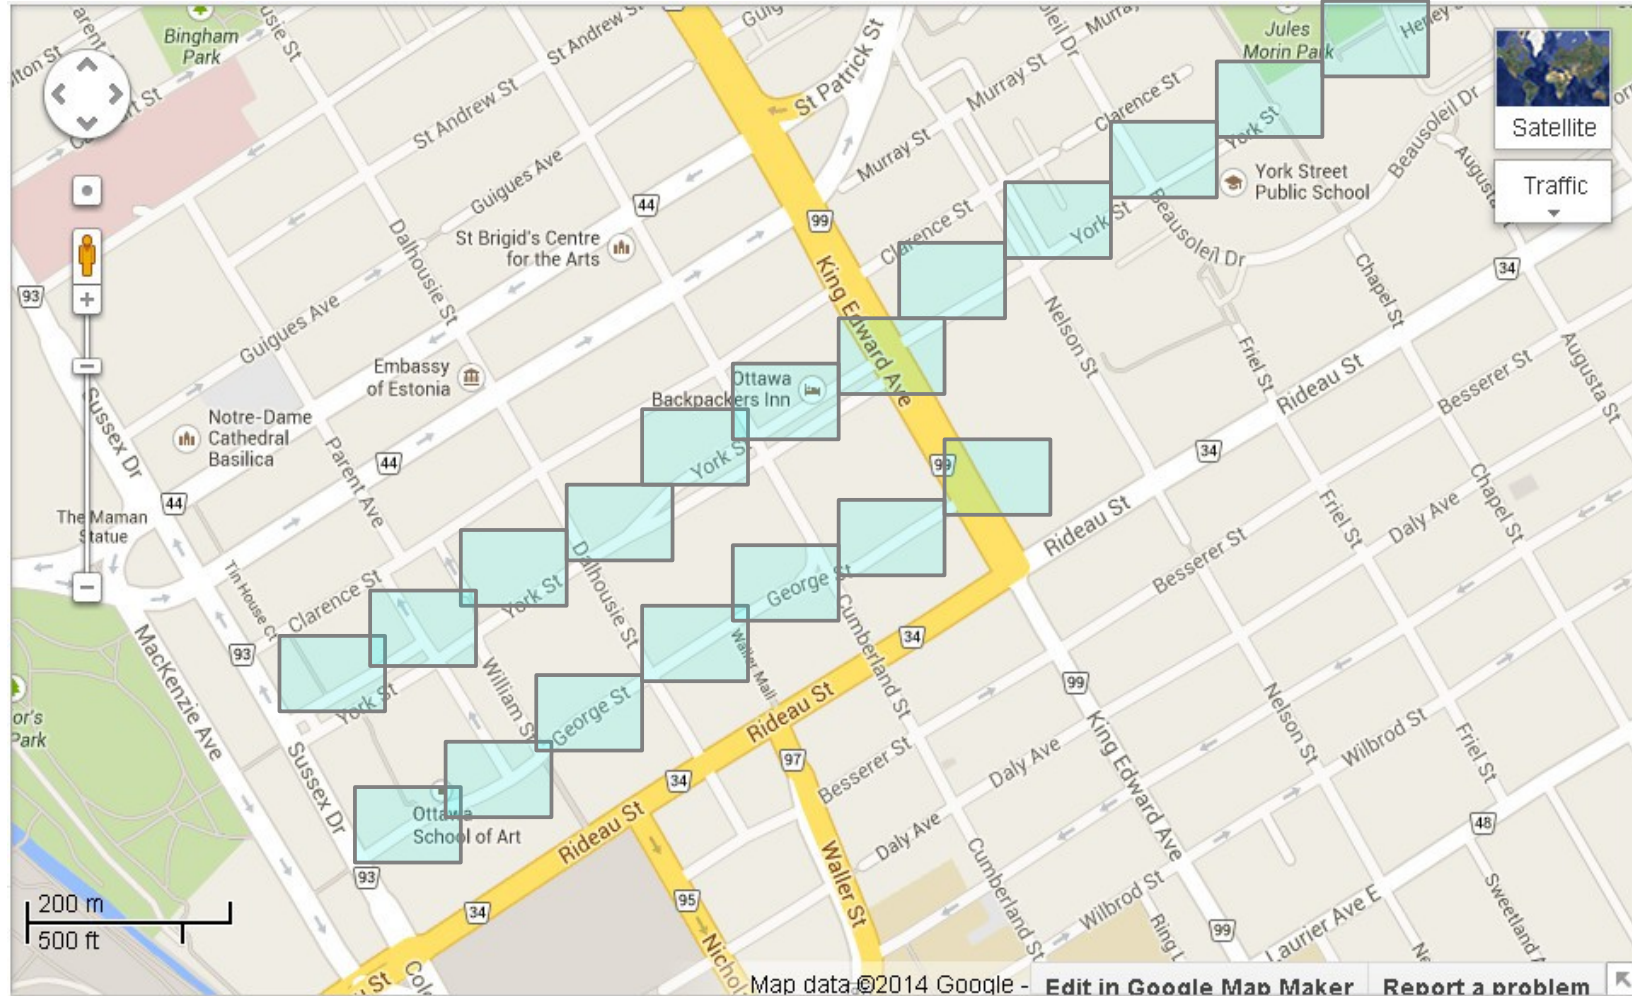 Bingham
Park
St Andrew St
Jules
Morin Park
Murray St
St Patrick St
Satellite
Traffic
St Andrew St
Murray St
Clarence St
York St
Beausoleil Dr
York Street
Public School
Guigues Ave
Murray St
44
99
St Brigid's Centre
for the Arts
Dalhousie St
Clarence St
York St
Beausoleil Dr
Chapel St
34
93
Guigues Ave
King Edward Ave
Nelson St
Friel St
Rideau St
Besserer St
Augusta St
Embassy
of Estonia
Ottawa
Backpackers Inn
Sussex Dr
Notre-Dame
Cathedral
Basilica
Parent Ave
44
York St
99
34
Chapel St
44
The Maman
Statue
Rideau St
Friel St
Daly Ave
Besserer St
Tin House Ct
Clarence St
York St
Dalhousie St
George St
Cumberland St
34
93
Mackenzie Ave
York St
William St
George St
Waller Mall
Rideau St
99
Nelson St
Wilbrod St
Friel St
or's
Park
Sussex Dr
34
97
Besserer St
Daly Ave
King Edward Ave
Ottawa
School of Art
Rideau St
Waller St
Daly Ave
48
Cumberland St
93
34
95
Wilbrod St
Laurier Ave E
99
200 m
500 ft
Map data ©2014 Google -
Edit in Google Map Maker
Report a problem